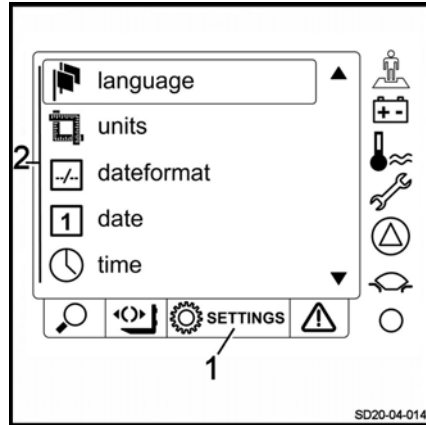 language
units
2
--/--
dateformat
1
date
time
SETTINGS
1
SD20-04-014